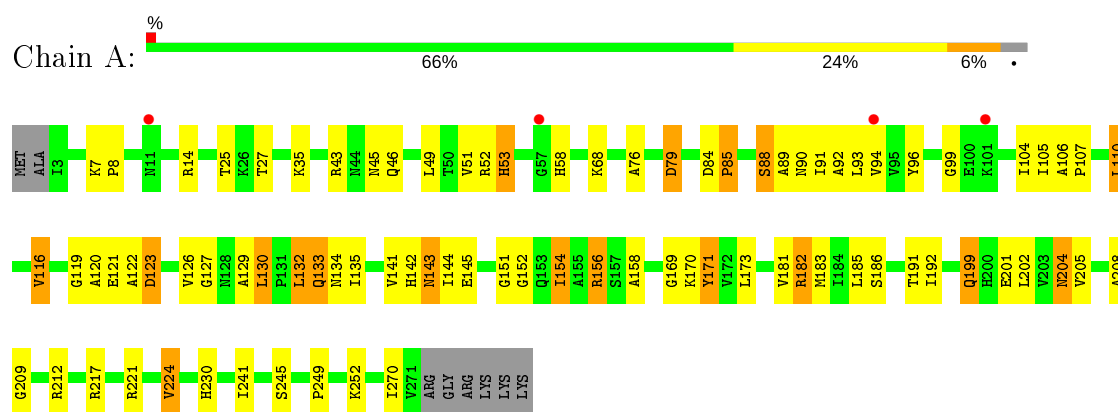 %
Chain A:
66% 24% 6% •
MET ALA I3 K7 P8 N11 R14 T25 K26 T27 K35 R43 N44 N45 Q46 L49 T50 V51 R52 H53 G57 H58 K68 A76 D79 D84 P85 S88 A89 N90 I91 A92 L93 V94 V95 Y96 G99 E100 K101 I104 I105 A106 P107 L110
V116 G119 A120 E121 A122 D123 V126 G127 N128 A129 L130 P131 L132 Q133 N134 I135 V141 H142 N143 I144 E145 G151 G152 Q153 I154 A155 R156 S157 A158 G169 K170 Y171 V172 L173 V181 R182 M183 I184 L185 S186 T191 I192 Q199 H200 E201 L202 V203 N204 V205 A208
G209 R212 R217 R221 V224 H230 I241 S245 P249 K252 I270 V271 ARG GLY ARG LYS LYS LYS